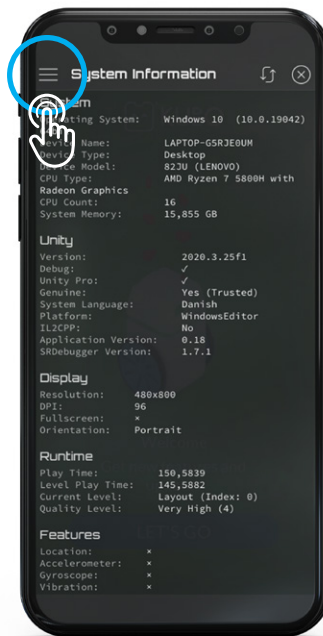 System Information
System
Operating System: Windows 10 (10.0.19042)
Device Name: LAPTOP-G5RJE0UM
Device Type: Desktop
Device Model: 82JU (LENOVO)
CPU Type: AMD Ryzen 7 5800H with
Radeon Graphics
CPU Count: 16
System Memory: 15,855 GB
Unity
Version: 2020.3.25f1
Debug: ✓
Unity Pro: ✓
Genuine: Yes (Trusted)
System Language: Danish
Platform: WindowsEditor
IL2CPP: No
Application Version: 0.18
SRDebugger Version: 1.7.1
Display
Resolution: 480x800
DPI: 96
Fullscreen: ×
Orientation: Portrait
Runtime
Play Time: 150,5839
Level Play Time: 145,5882
Current Level: Layout (Index: 0)
Quality Level: Very High (4)
Features
Location: ×
Accelerometer: ×
Gyroscope: ×
Vibration: ×